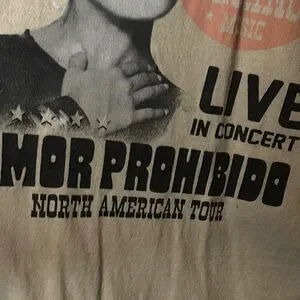 MUSIC
LIVE
IN CONCERT
MOR PROHIBIDO
NORTH AMERICAN TOUR